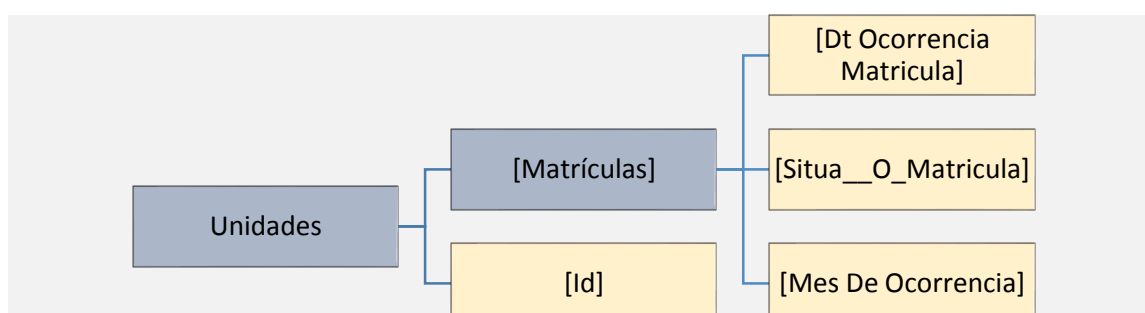 [Dt Ocorrencia
Matricula]
[Matrículas]
[Situa__O_Matricula]
Unidades
[Id]
[Mes De Ocorrencia]